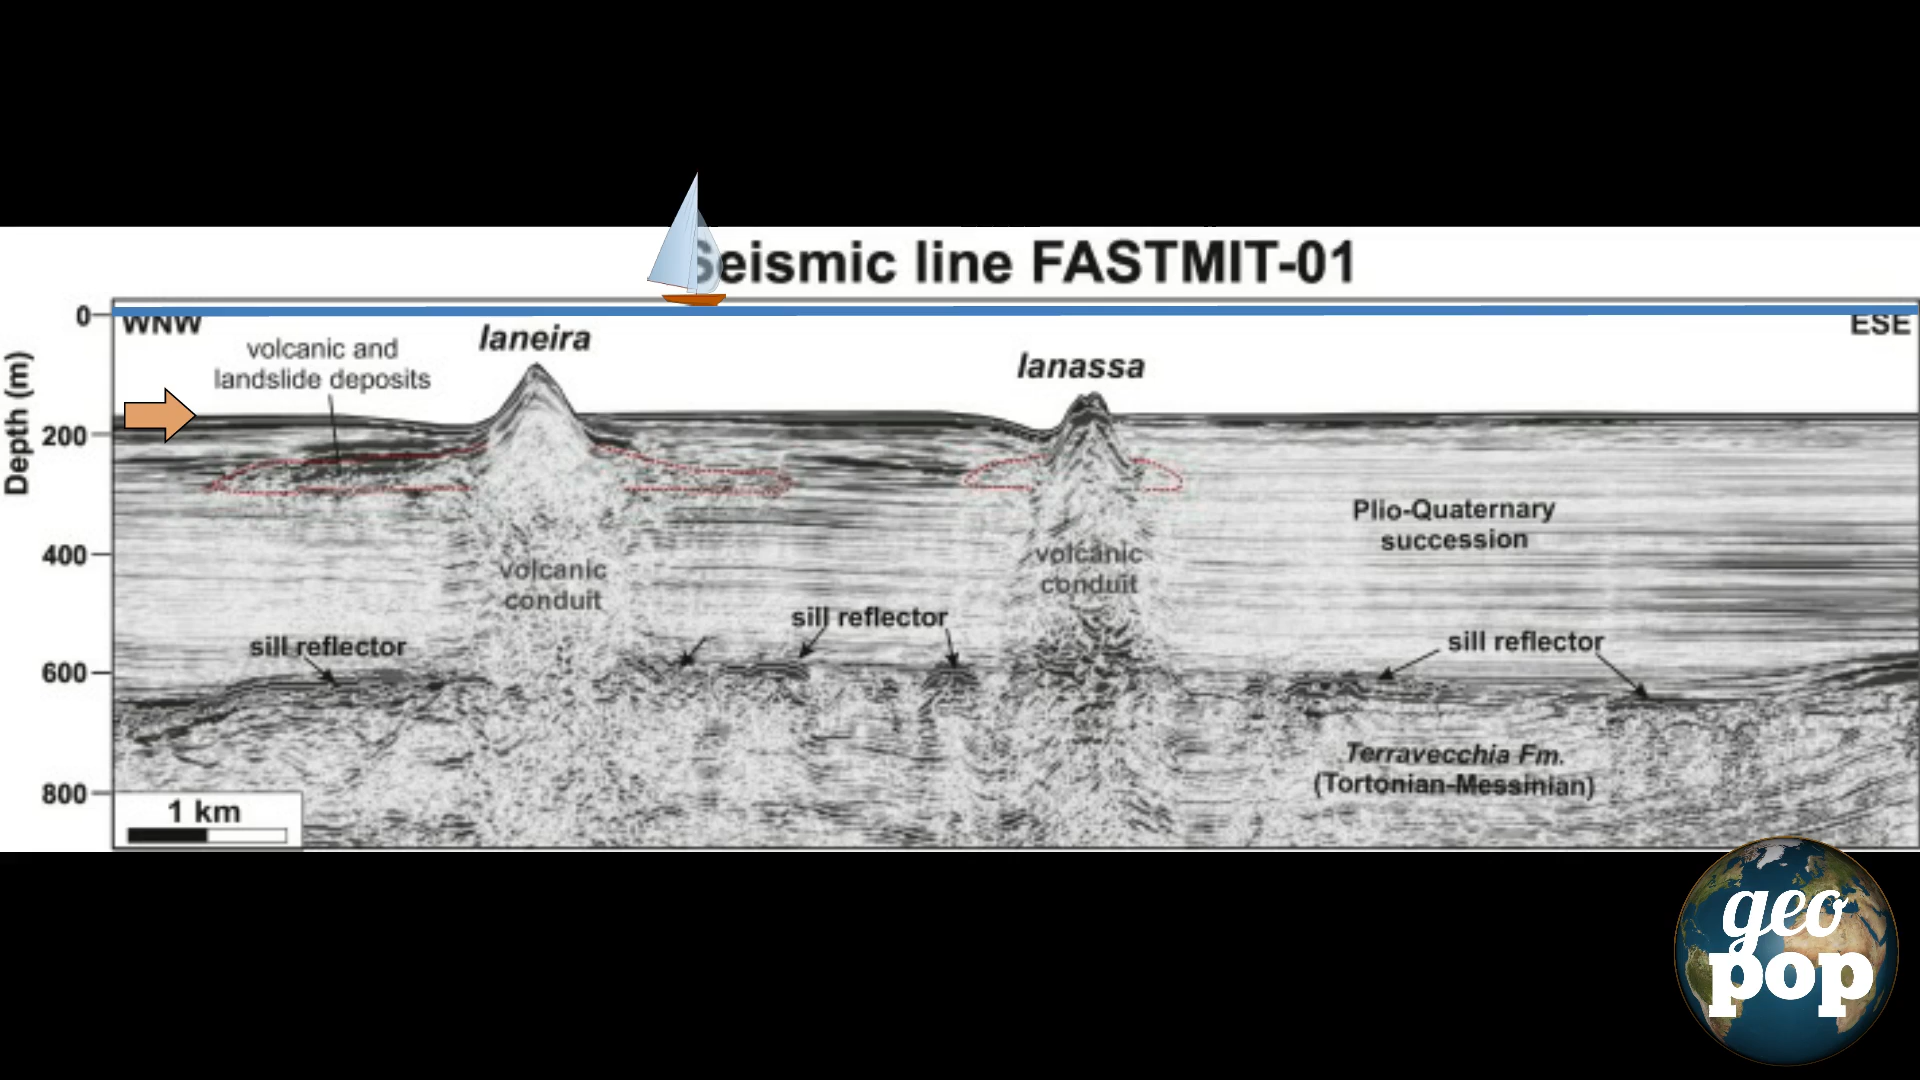 Seismic line FASTMIT-01
0
WNW
ESE
Ianeira
volcanic and
landslide deposits
Ianassa
Depth (m)
200
Plio-Quaternary
succession
400
volcanic
conduit
volcanic
conduit
sill reflector
sill reflector
sill reflector
600
Terravecchia Fm.
(Tortonian-Messinian)
800
1 km
geo
pop